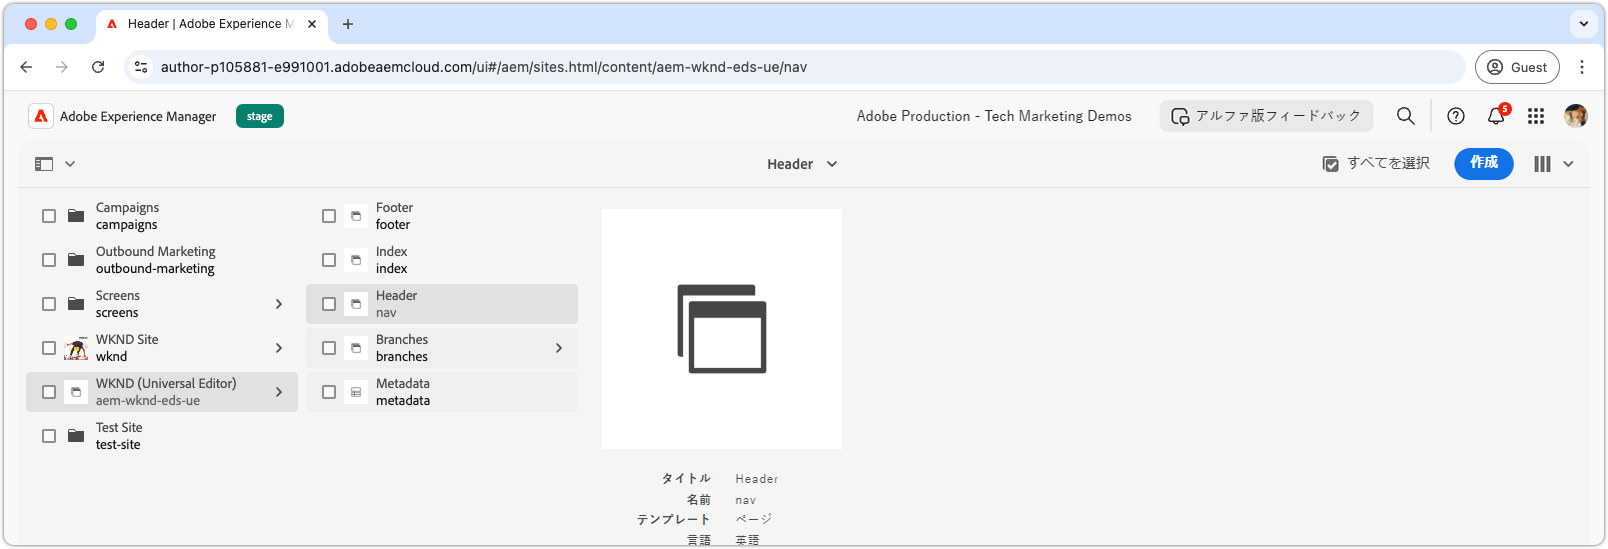 Header | Adobe Experience M
author-p105881-e991001.adobeaemcloud.com/ui#/aem/sites.html/content/aem-wknd-eds-ue/nav
Guest
Adobe Experience Manager
stage
Adobe Production - Tech Marketing Demos
アルファ版フィードバック
5
Header
すべてを選択
作成
Campaigns
campaigns
Outbound Marketing
outbound-marketing
Screens
screens
WKND Site
wknd
WKND (Universal Editor)
aem-wknd-eds-ue
Test Site
test-site
Footer
footer
Index
index
Header
nav
Branches
branches
Metadata
metadata
タイトル Header
名前 nav
テンプレート ページ
言語 英語